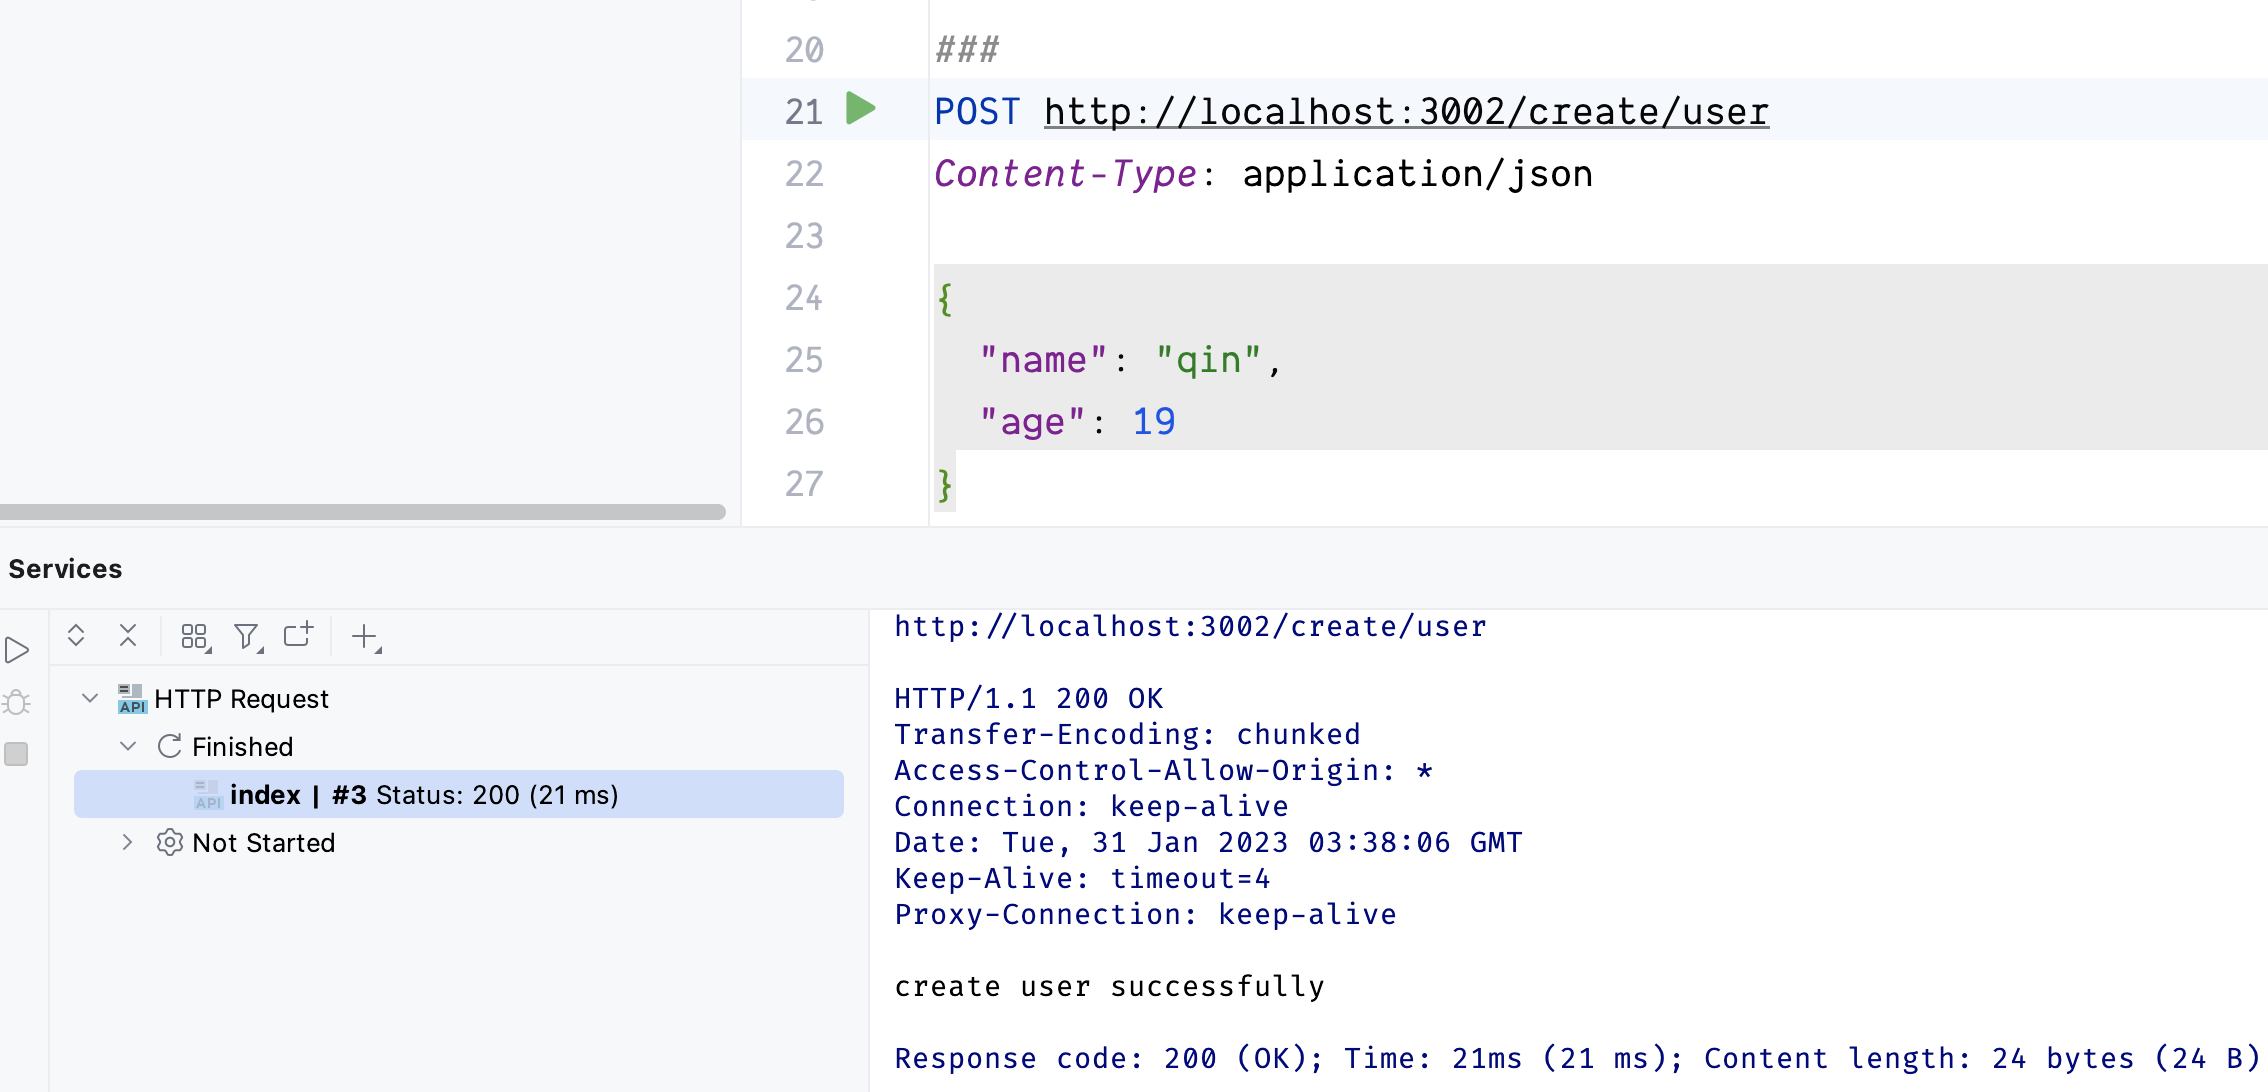 20 ###
21 POST http://localhost:3002/create/user
22 Content-Type: application/json
23
24 {
25 "name": "qin",
26 "age": 19
27 }
Services
API HTTP Request
Finished
API index | #3 Status: 200 (21 ms)
Not Started
http://localhost:3002/create/user
HTTP/1.1 200 OK
Transfer-Encoding: chunked
Access-Control-Allow-Origin: *
Connection: keep-alive
Date: Tue, 31 Jan 2023 03:38:06 GMT
Keep-Alive: timeout=4
Proxy-Connection: keep-alive
create user successfully
Response code: 200 (OK); Time: 21ms (21 ms); Content length: 24 bytes (24 B)